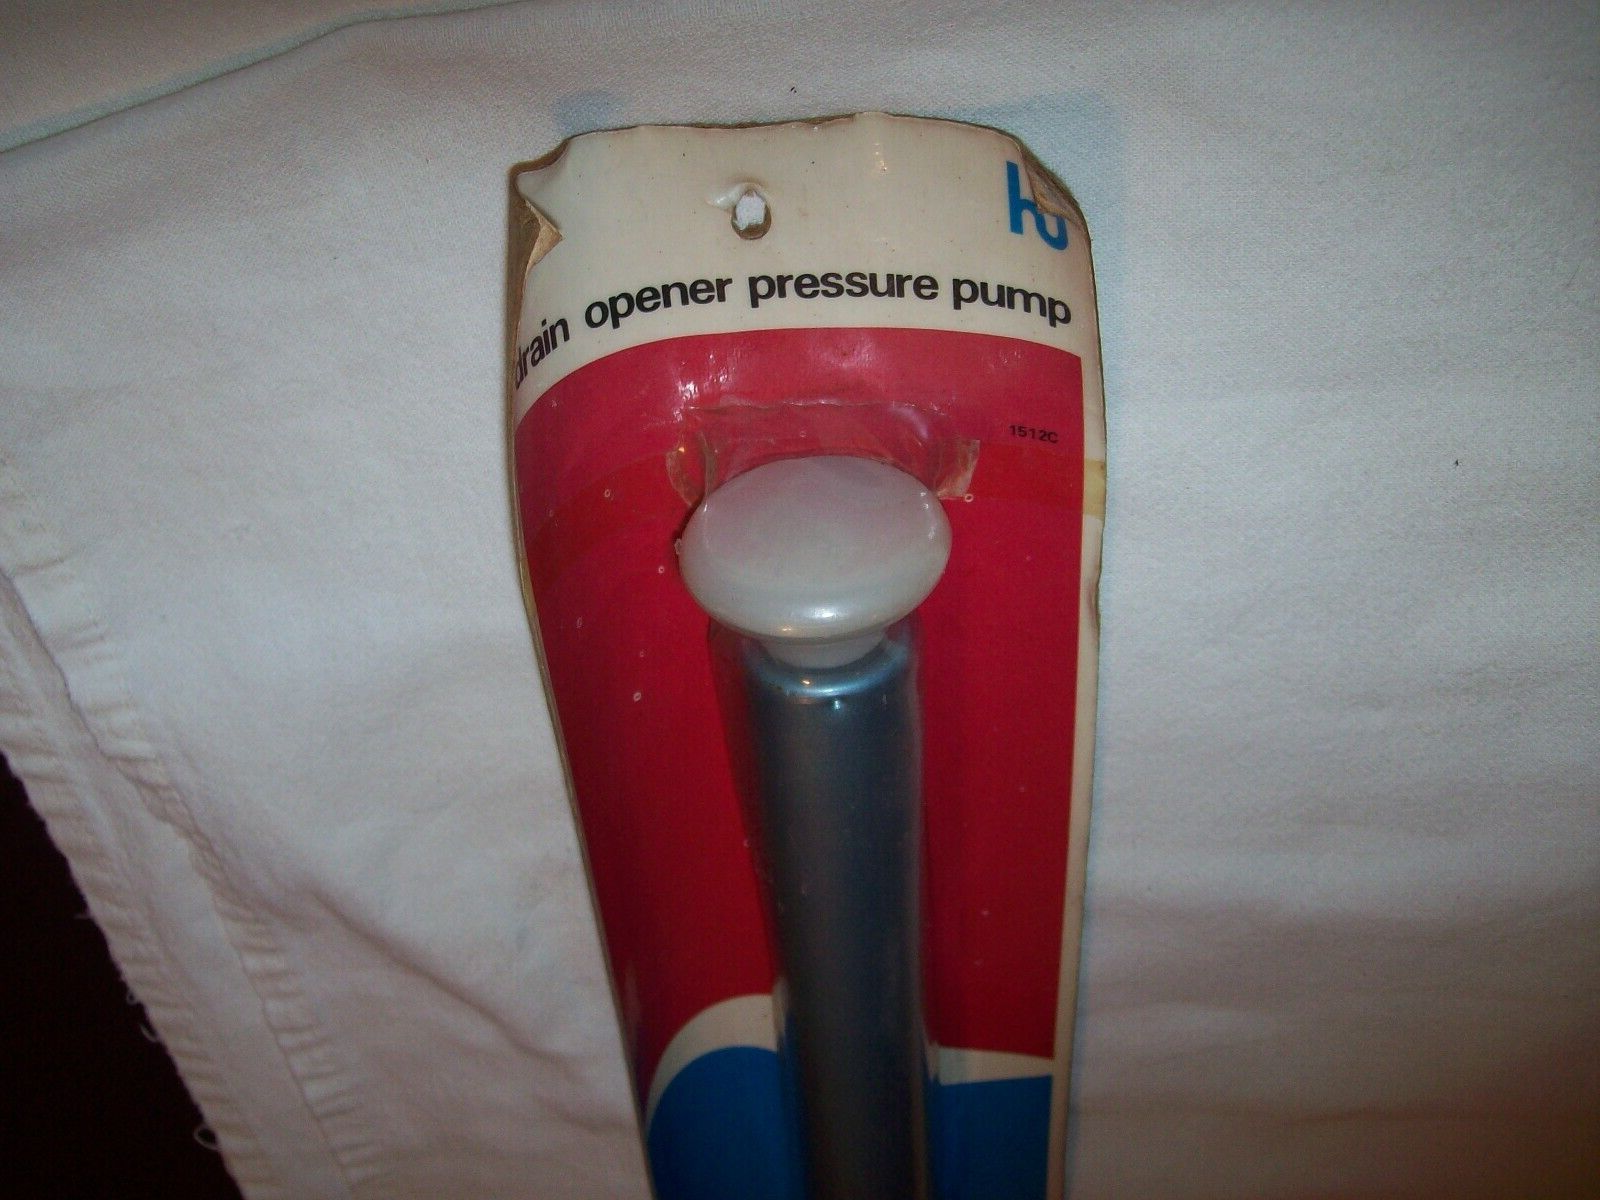 drain opener pressure pump
1512C